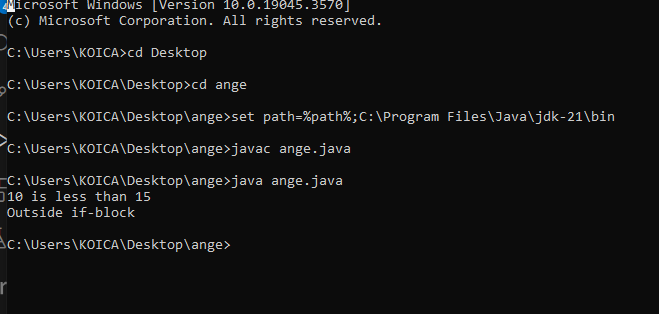 Microsoft Windows [Version 10.0.19045.3570]
(c) Microsoft Corporation. All rights reserved.
C:\Users\KOICA>cd Desktop
C:\Users\KOICA\Desktop>cd ange
C:\Users\KOICA\Desktop\ange>set path=%path%;C:\Program Files\Java\jdk-21\bin
C:\Users\KOICA\Desktop\ange>javac ange.java
C:\Users\KOICA\Desktop\ange>java ange.java
10 is less than 15
Outside if-block
C:\Users\KOICA\Desktop\ange>